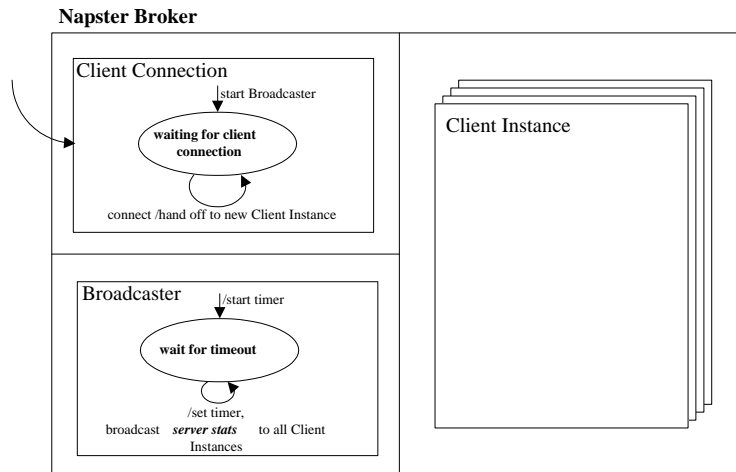 Napster Broker
Client Connection
start Broadcaster
waiting for client
connection
connect /hand off to new Client Instance
Broadcaster
/start timer
wait for timeout
/set timer,
broadcast server stats to all Client
Instances
Client Instance